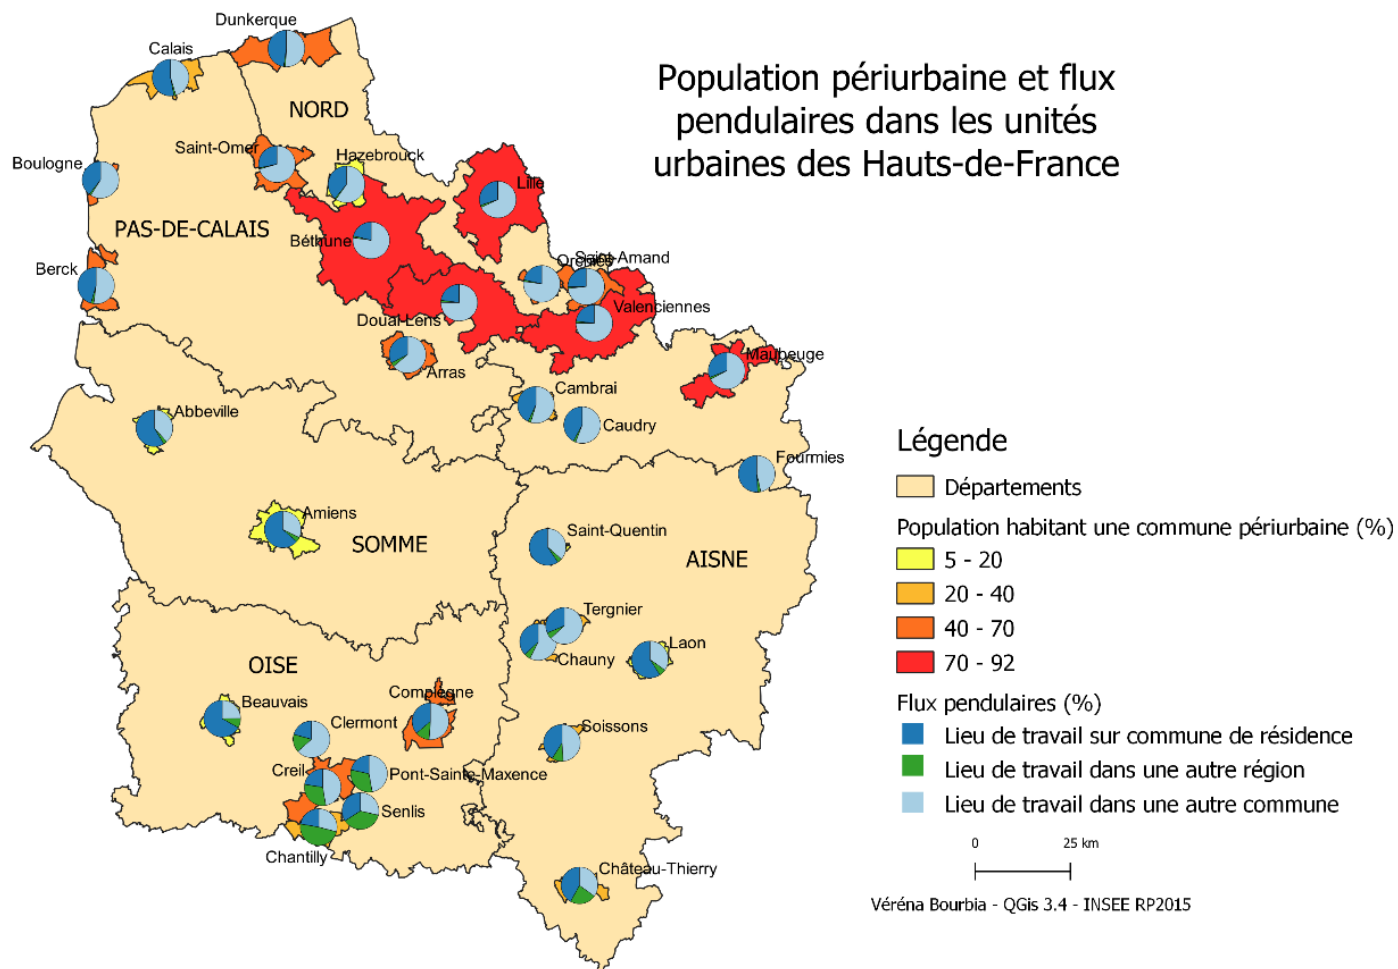 Population périurbaine et flux
pendulaires dans les unités
urbaines des Hauts-de-France
Dunkerque
Calais
NORD
Saint-Omer
Hazebrouck
Boulogne
Lille
PAS-DE-CALAIS
Béthune
Berck
Orchies
Saint-Amand
Valenciennes
Douai-Lens
Arras
Maubeuge
Cambrai
Caudry
Abbeville
Fournies
Amiens
SOMME
Saint-Quentin
AISNE
Tergnier
Chauny
Laon
OISE
Beauvais
Compiègne
Clermont
Soissons
Creil
Pont-Sainte-Maxence
Senlis
Chantilly
Château-Thierry
Légende
Départements
Population habitant une commune périurbaine (%)
5 - 20
20 - 40
40 - 70
70 - 92
Flux pendulaires (%)
Lieu de travail sur commune de résidence
Lieu de travail dans une autre région
Lieu de travail dans une autre commune
0 25 km
Véréna Bourbia - QGis 3.4 - INSEE RP2015